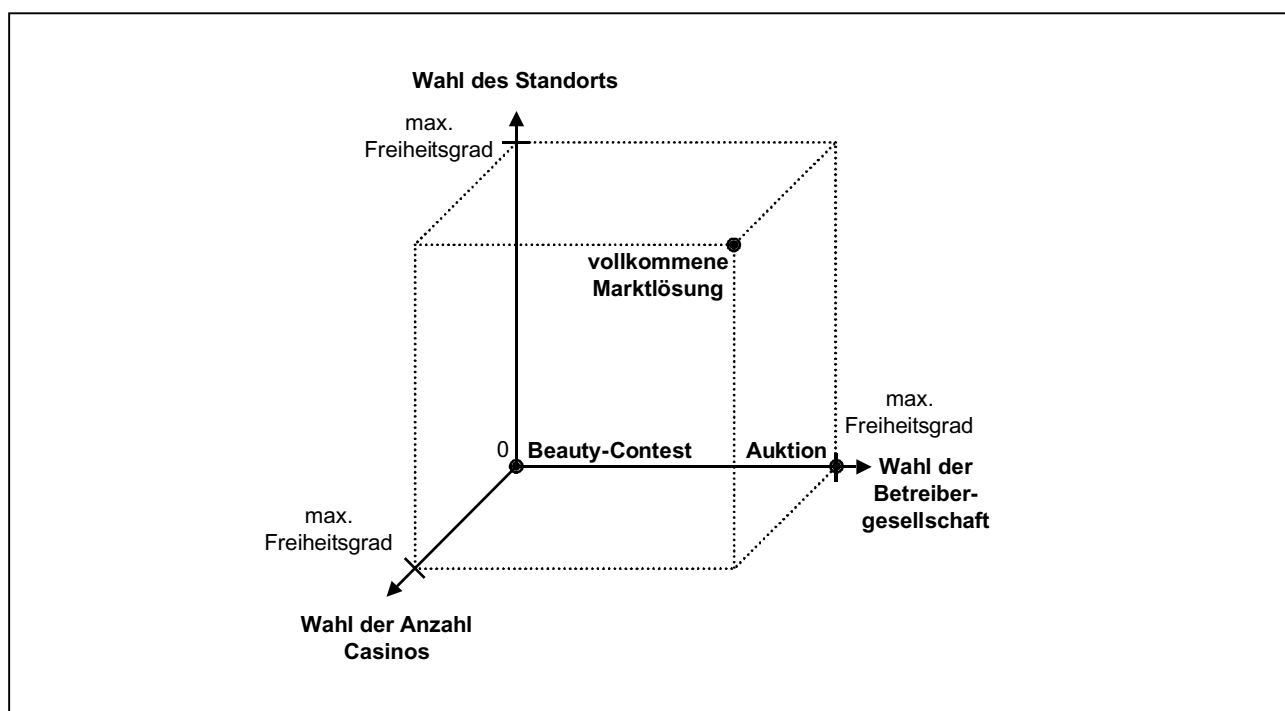 Wahl des Standorts
max.
Freiheitsgrad
vollkommene
Marktlösung
max.
Freiheitsgrad
0
Beauty-Contest
Auktion
Wahl der
Betreiber-
gesellschaft
max.
Freiheitsgrad
Wahl der Anzahl
Casinos